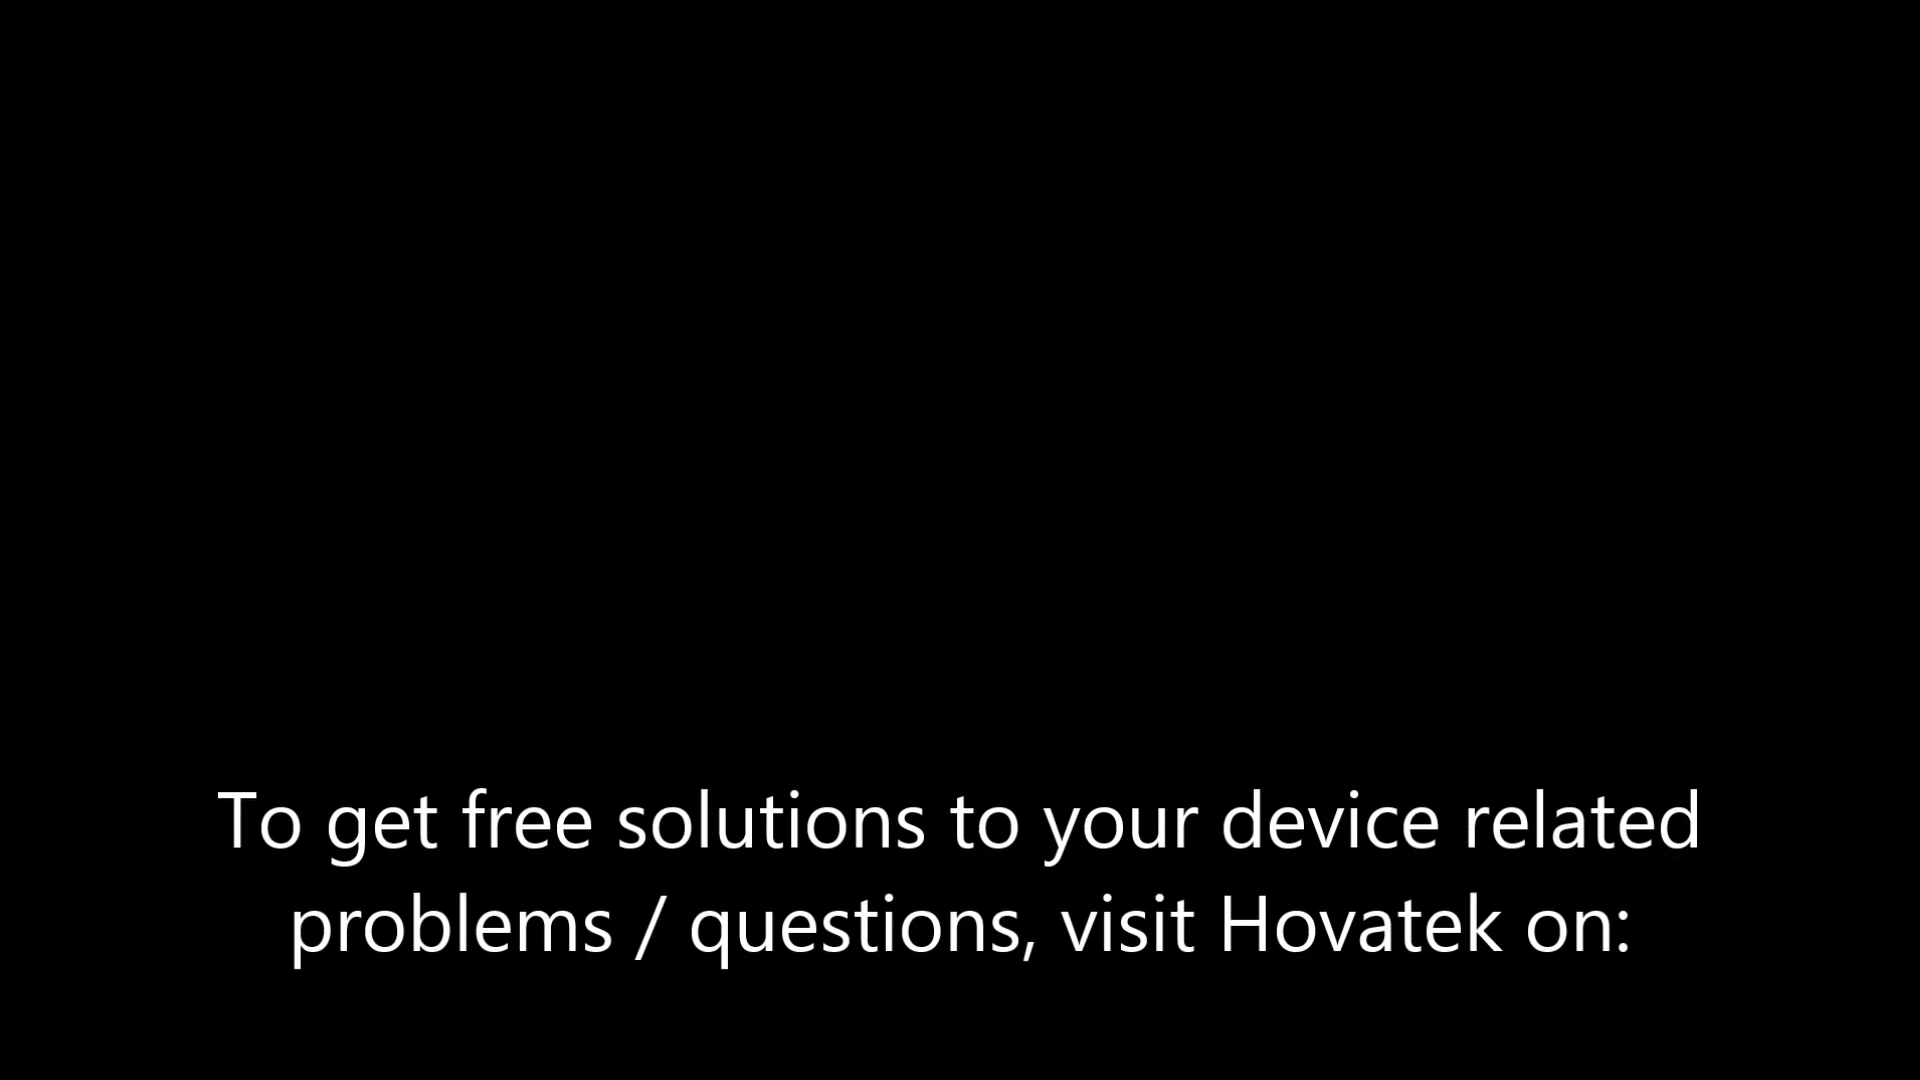 To get free solutions to your device related
problems / questions, visit Hovatek on: